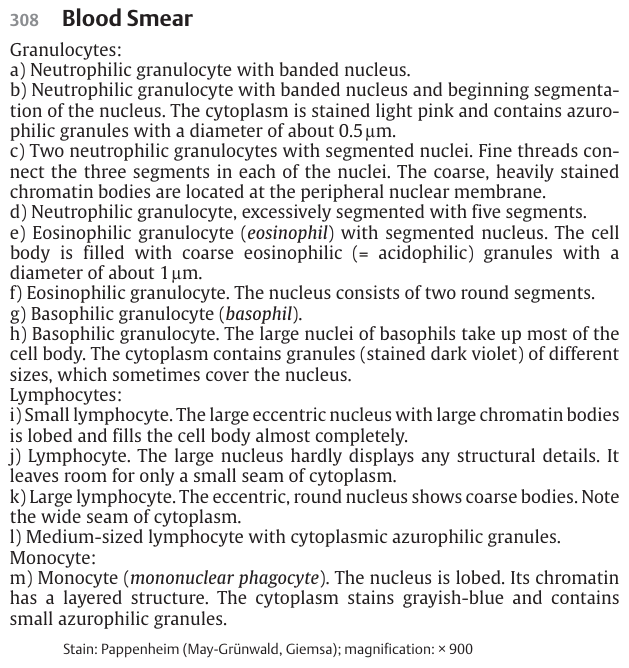 308 Blood Smear
Granulocytes:
a) Neutrophilic granulocyte with banded nucleus.
b) Neutrophilic granulocyte with banded nucleus and beginning segmenta-
tion of the nucleus. The cytoplasm is stained light pink and contains azuro-
philic granules with a diameter of about 0.5 μm.
c) Two neutrophilic granulocytes with segmented nuclei. Fine threads con-
nect the three segments in each of the nuclei. The coarse, heavily stained
chromatin bodies are located at the peripheral nuclear membrane.
d) Neutrophilic granulocyte, excessively segmented with five segments.
e) Eosinophilic granulocyte (eosinophil) with segmented nucleus. The cell
body is filled with coarse eosinophilic (= acidophilic) granules with a
diameter of about 1 μm.
f) Eosinophilic granulocyte. The nucleus consists of two round segments.
g) Basophilic granulocyte (basophil).
h) Basophilic granulocyte. The large nuclei of basophils take up most of the
cell body. The cytoplasm contains granules (stained dark violet) of different
sizes, which sometimes cover the nucleus.
Lymphocytes:
i) Small lymphocyte. The large eccentric nucleus with large chromatin bodies
is lobed and fills the cell body almost completely.
j) Lymphocyte. The large nucleus hardly displays any structural details. It
leaves room for only a small seam of cytoplasm.
k) Large lymphocyte. The eccentric, round nucleus shows coarse bodies. Note
the wide seam of cytoplasm.
l) Medium-sized lymphocyte with cytoplasmic azurophilic granules.
Monocyte:
m) Monocyte (mononuclear phagocyte). The nucleus is lobed. Its chromatin
has a layered structure. The cytoplasm stains grayish-blue and contains
small azurophilic granules.
Stain: Pappenheim (May-Grünwald, Giemsa); magnification: × 900